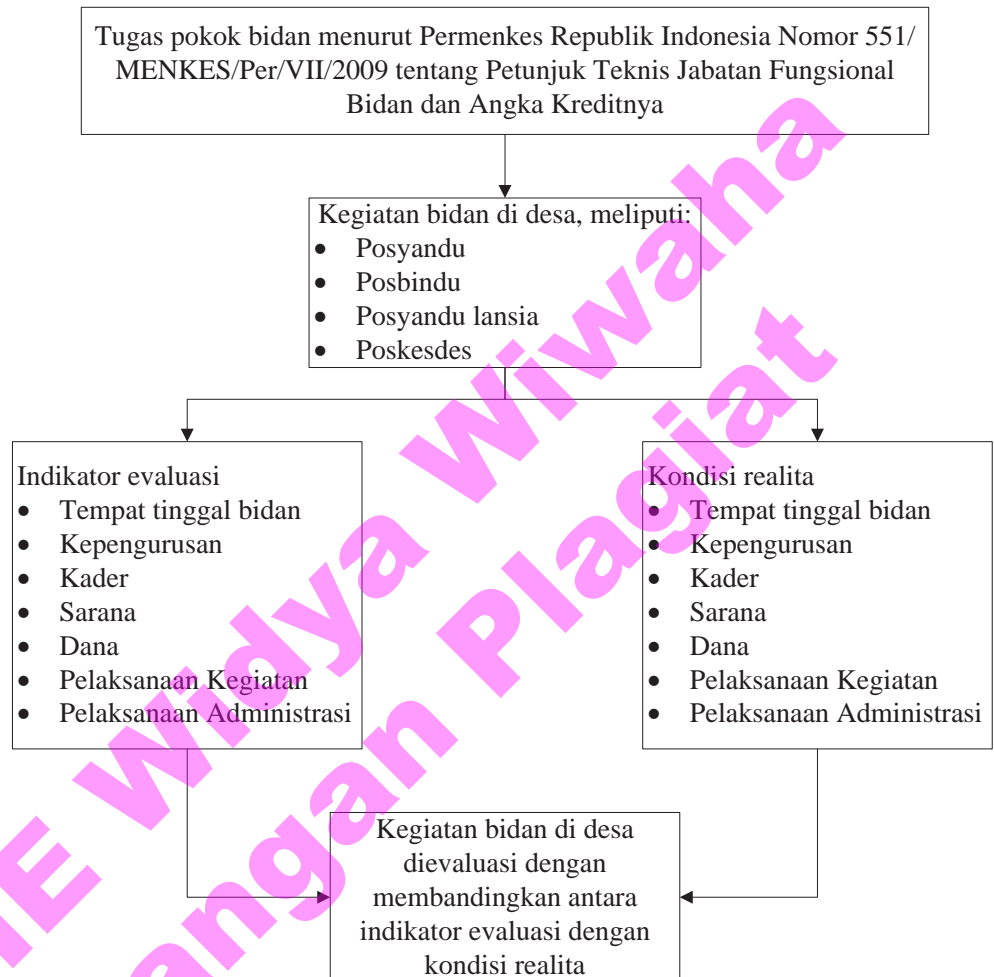 Tugas pokok bidan menurut Permenkes Republik Indonesia Nomor 551/
MENKES/Per/VII/2009 tentang Petunjuk Teknis Jabatan Fungsional
Bidan dan Angka Kreditnya
Kegiatan bidan di desa, meliputi:
• Posyandu
• Posbindu
• Posyandu lansia
• Poskesdes
Indikator evaluasi
• Tempat tinggal bidan
• Kepengurusan
• Kader
• Sarana
• Dana
• Pelaksanaan Kegiatan
• Pelaksanaan Administrasi
Kondisi realita
• Tempat tinggal bidan
• Kepengurusan
• Kader
• Sarana
• Dana
• Pelaksanaan Kegiatan
• Pelaksanaan Administrasi
Kegiatan bidan di desa
dievaluasi dengan
membandingkan antara
indikator evaluasi dengan
kondisi realita
Widya Wiwaha
Plagiat